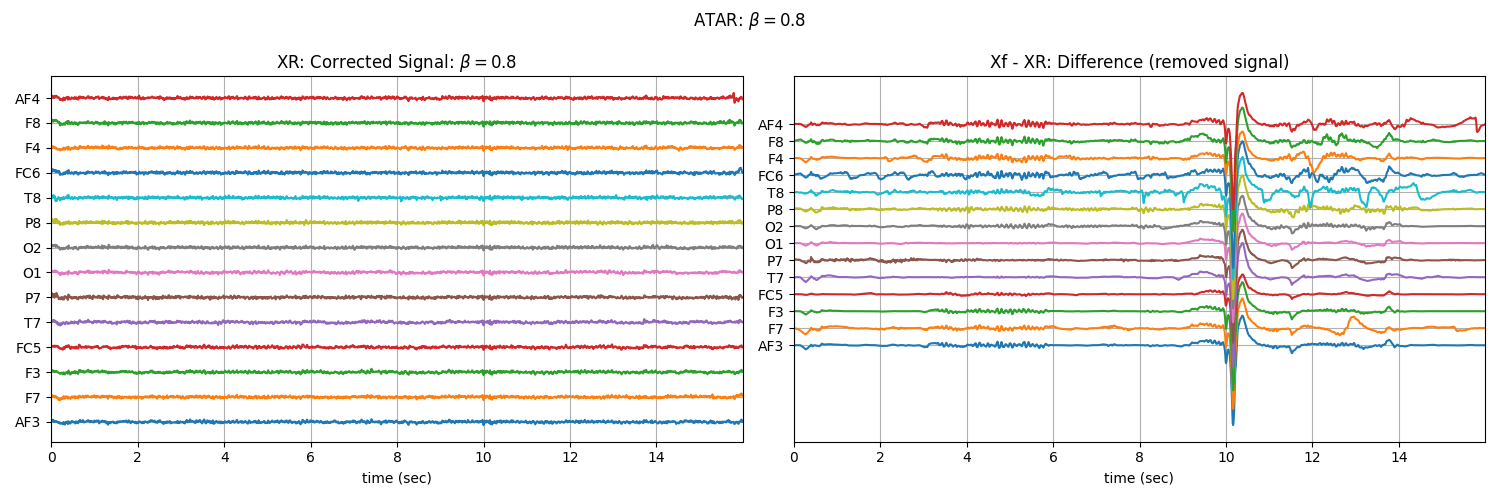 ATAR: β = 0.8
XR: Corrected Signal: β = 0.8
AF4
F8
F4
FC6
T8
P8
O2
O1
P7
T7
FC5
F3
F7
AF3
0 2 4 6 8 10 12 14
time (sec)
Xf - XR: Difference (removed signal)
AF4
F8
F4
FC6
T8
P8
O2
O1
P7
T7
FC5
F3
F7
AF3
0 2 4 6 8 10 12 14
time (sec)